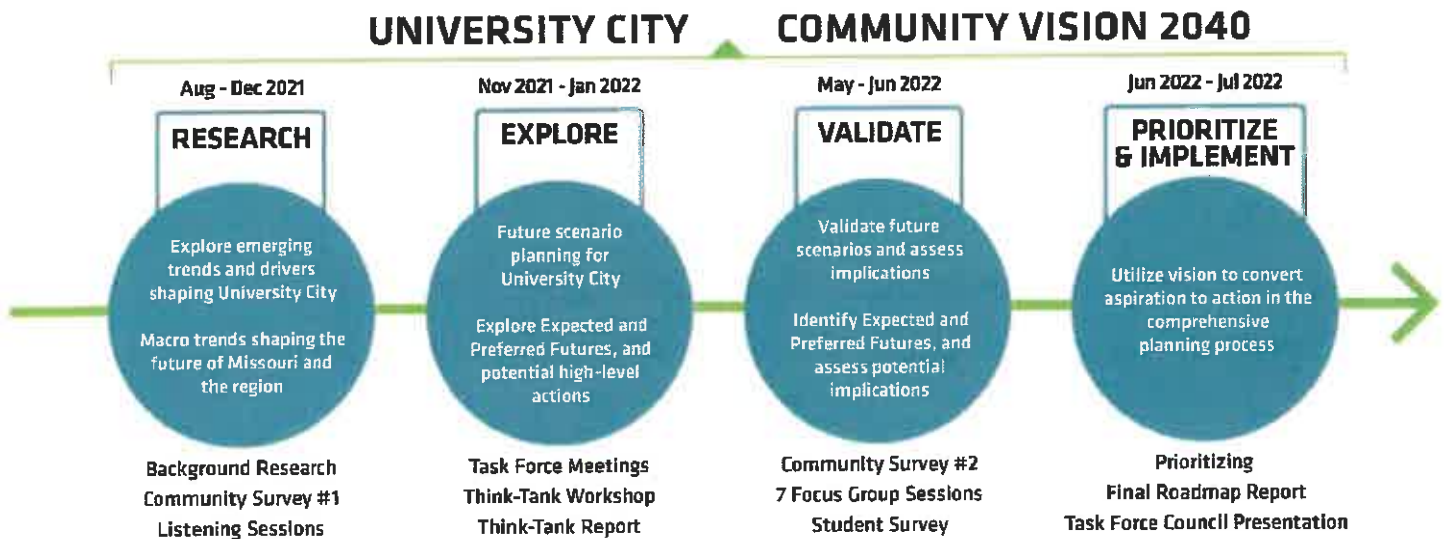 UNIVERSITY CITY COMMUNITY VISION 2040
Aug - Dec 2021
RESEARCH
Explore emerging
trends and drivers
shaping University City
Macro trends shaping the
future of Missouri and
the region
Background Research
Community Survey #1
Listening Sessions
Nov 2021 - Jan 2022
EXPLORE
Future scenario
planning for
University City
Explore Expected and
Preferred Futures, and
potential high-level
actions
Task Force Meetings
Think-Tank Workshop
Think-Tank Report
May - Jun 2022
VALIDATE
Validate future
scenarios and assess
implications
Identify Expected and
Preferred Futures, and
assess potential
implications
Community Survey #2
7 Focus Group Sessions
Student Survey
Jun 2022 - Jul 2022
PRIORITIZE
& IMPLEMENT
Utilize vision to convert
aspiration to action in the
comprehensive
planning process
Prioritizing
Final Roadmap Report
Task Force Council Presentation